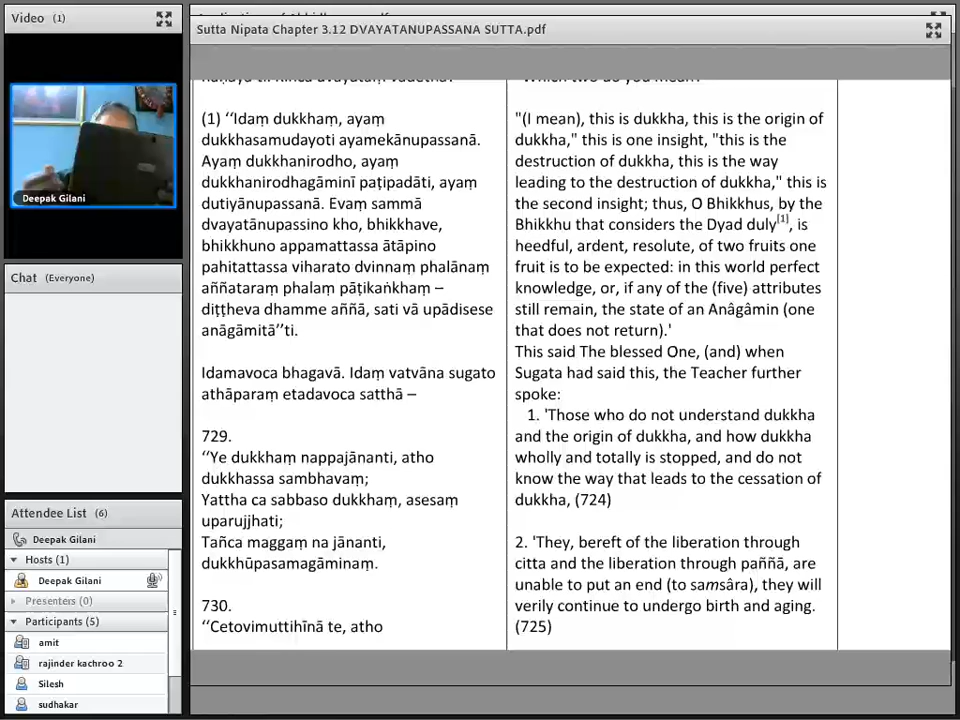 Video (1)
Deepak Gilani
Chat (Everyone)
Attendee List (6)
Deepak Gilani
Hosts (1)
Deepak Gilani
Presenters (0)
Participants (5)
amit
rajinder kachroo 2
Silesh
sudhakar
Sutta Nipata Chapter 3.12 DVAYATANUPASSANA SUTTA.pdf
(1) ‘‘Idaṃ dukkhaṃ, ayaṃ
dukkhasamudayoti ayamekānupassanā.
Ayaṃ dukkhanirodho, ayaṃ
dukkhanirodhagāminī paṭipadāti, ayaṃ
dutiyānupassanā. Evaṃ sammā
dvayatānupassino kho, bhikkhave,
bhikkhuno appamattassa ātāpino
pahitattassa viharato dvinnaṃ phalānaṃ
aññataraṃ phalaṃ pāṭikaṅkhaṃ –
diṭṭheva dhamme aññā, sati vā upādisese
anāgāmitā’’ti.
Idamavoca bhagavā. Idaṃ vatvāna sugato
athāparaṃ etadavoca satthā –
729.
‘‘Ye dukkhaṃ nappajānanti, atho
dukkhassa sambhavaṃ;
Yattha ca sabbaso dukkhaṃ, asesaṃ
uparujjhati;
Tañca maggaṃ na jānanti,
dukkhūpasamagāminaṃ.
730.
‘‘Cetovimuttihīnā te, atho
"Which two do you mean?"
"(I mean), this is dukkha, this is the origin of
dukkha," this is one insight, "this is the
destruction of dukkha, this is the way
leading to the destruction of dukkha," this is
the second insight; thus, O Bhikkhus, by the
Bhikkhu that considers the Dyad duly[1], is
heedful, ardent, resolute, of two fruits one
fruit is to be expected: in this world perfect
knowledge, or, if any of the (five) attributes
still remain, the state of an Anâgâmin (one
that does not return).'
This said The blessed One, (and) when
Sugata had said this, the Teacher further
spoke:
1. 'Those who do not understand dukkha
and the origin of dukkha, and how dukkha
wholly and totally is stopped, and do not
know the way that leads to the cessation of
dukkha, (724)
2. 'They, bereft of the liberation through
citta and the liberation through paññā, are
unable to put an end (to samsâra), they will
verily continue to undergo birth and aging.
(725)